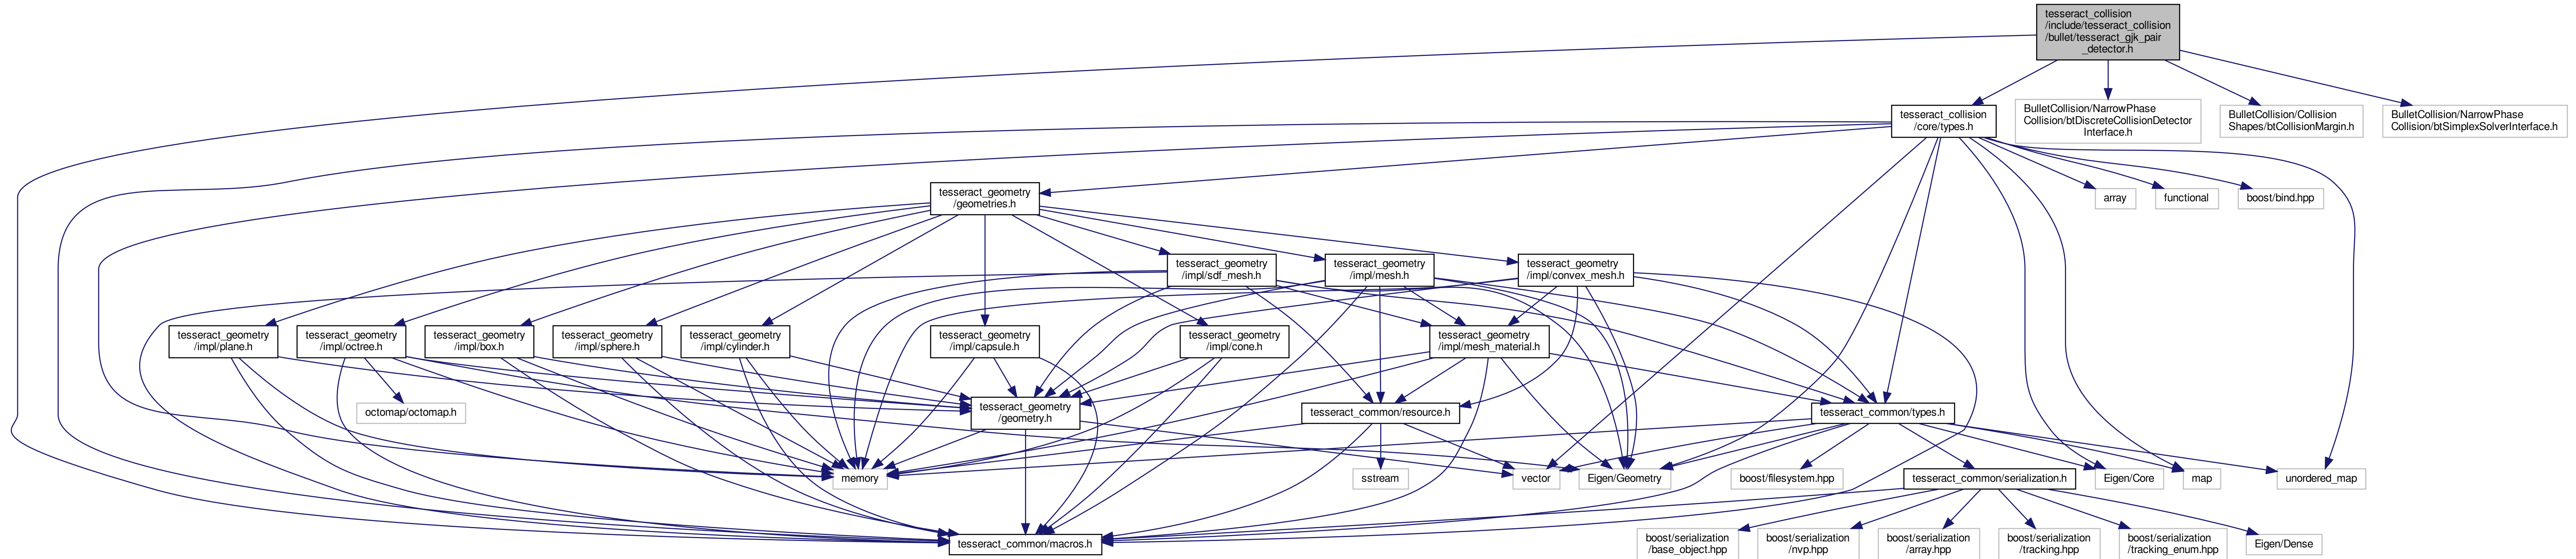 tesseract_collision
/include/tesseract_collision
/bullet/tesseract_gjk_pair
_detector.h
tesseract_collision
/core/types.h
BulletCollision/NarrowPhase
Collision/btDiscreteCollisionDetector
Interface.h
BulletCollision/Collision
Shapes/btCollisionMargin.h
BulletCollision/NarrowPhase
Collision/btSimplexSolverInterface.h
tesseract_geometry
/geometries.h
array
functional
boost/bind.hpp
tesseract_geometry
/impl/sdf_mesh.h
tesseract_geometry
/impl/mesh.h
tesseract_geometry
/impl/convex_mesh.h
tesseract_geometry
/impl/plane.h
tesseract_geometry
/impl/octree.h
tesseract_geometry
/impl/box.h
tesseract_geometry
/impl/sphere.h
tesseract_geometry
/impl/cylinder.h
tesseract_geometry
/impl/capsule.h
tesseract_geometry
/impl/cone.h
tesseract_geometry
/impl/mesh_material.h
octomap/octomap.h
tesseract_geometry
/geometry.h
tesseract_common/resource.h
tesseract_common/types.h
memory
sstream
vector
Eigen/Geometry
boost/filesystem.hpp
tesseract_common/serialization.h
Eigen/Core
map
unordered_map
tesseract_common/macros.h
boost/serialization
/base_object.hpp
boost/serialization
/nvp.hpp
boost/serialization
/array.hpp
boost/serialization
/tracking.hpp
boost/serialization
/tracking_enum.hpp
Eigen/Dense